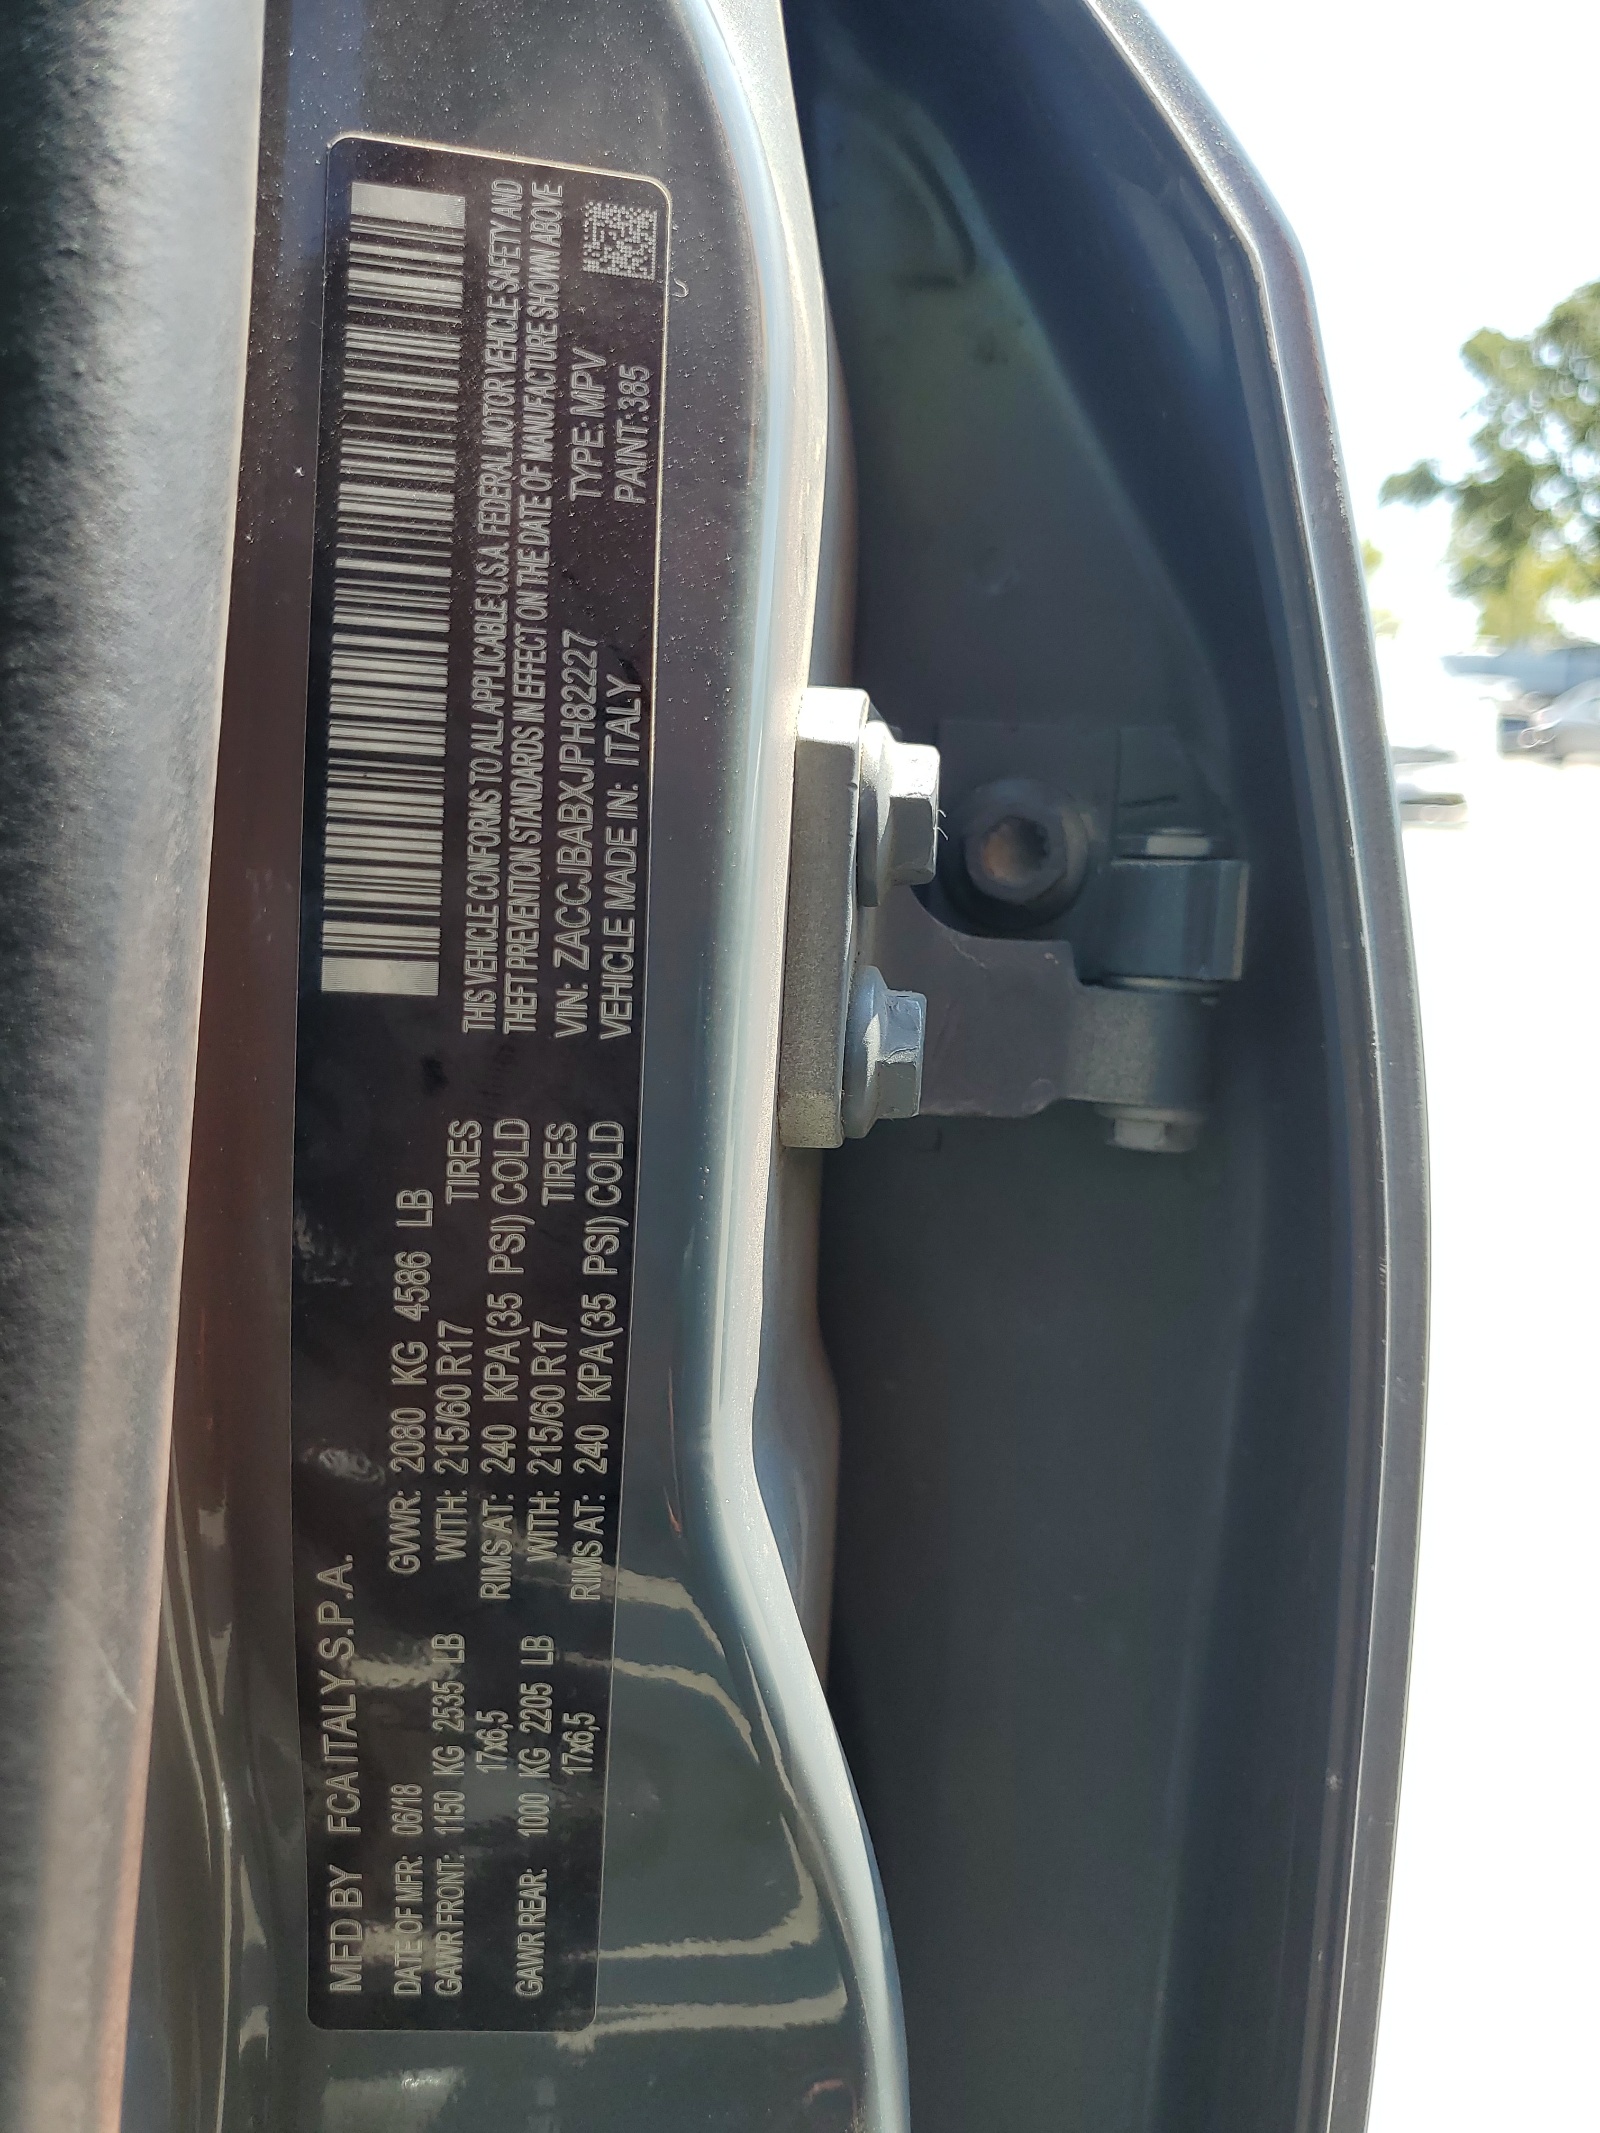 MFD BY FCA ITALY S.P.A.
DATE OF MFR: 06/18 GVWR: 2080 KG 4586 LB
GAWR FRONT: 1150 KG 2535 LB WITH: 215/60 R17 TIRES
17x6,5 RIMS AT: 240 KPA (35 PSI) COLD
GAWR REAR: 1000 KG 2205 LB WITH: 215/60 R17 TIRES
17x6,5 RIMS AT: 240 KPA (35 PSI) COLD
THIS VEHICLE CONFORMS TO ALL APPLICABLE U.S.A. FEDERAL MOTOR VEHICLE SAFETY AND
THEFT PREVENTION STANDARDS IN EFFECT ON THE DATE OF MANUFACTURE SHOWN ABOVE
VIN: ZACCJBABXJPH82227 TYPE: MPV
VEHICLE MADE IN: ITALY PAINT: 385